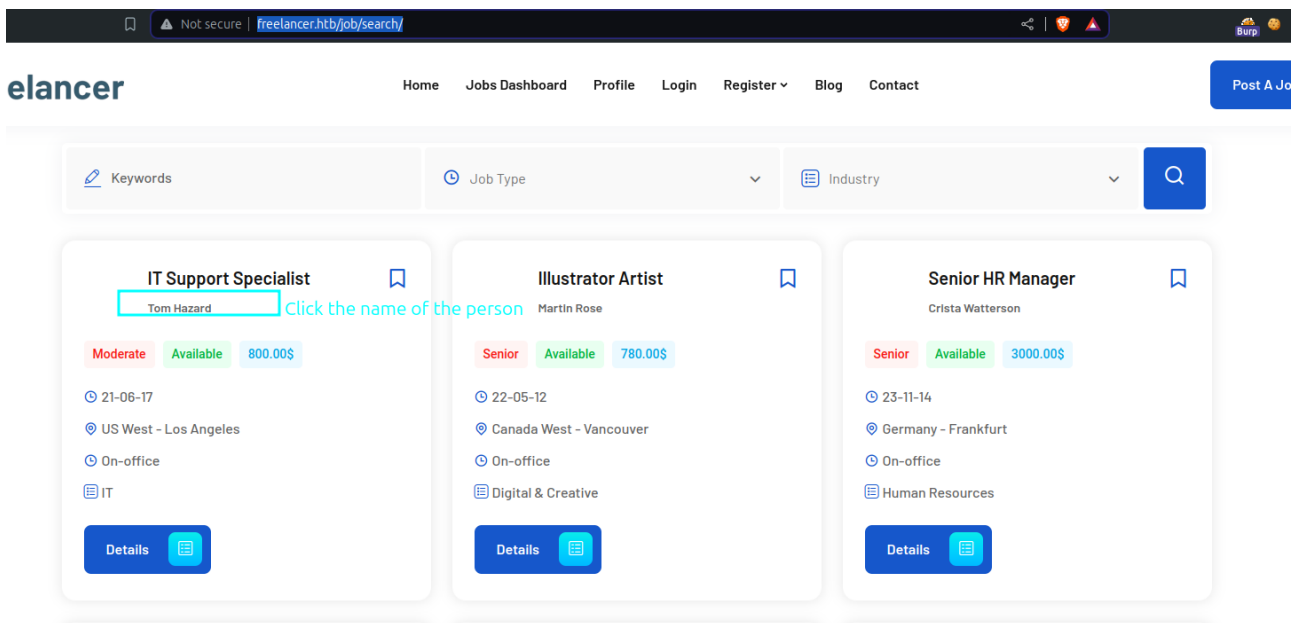 Not secure | freelancer.htb/job/search/
Burp
elancer
Home Jobs Dashboard Profile Login Register Blog Contact
Post A Jo
Keywords
Job Type
Industry
IT Support Specialist
Tom Hazard
Click the name of the person
Moderate Available 800.00$
21-06-17
US West - Los Angeles
On-office
IT
Details
Illustrator Artist
Martin Rose
Senior Available 780.00$
22-05-12
Canada West - Vancouver
On-office
Digital & Creative
Details
Senior HR Manager
Crista Watterson
Senior Available 3000.00$
23-11-14
Germany - Frankfurt
On-office
Human Resources
Details